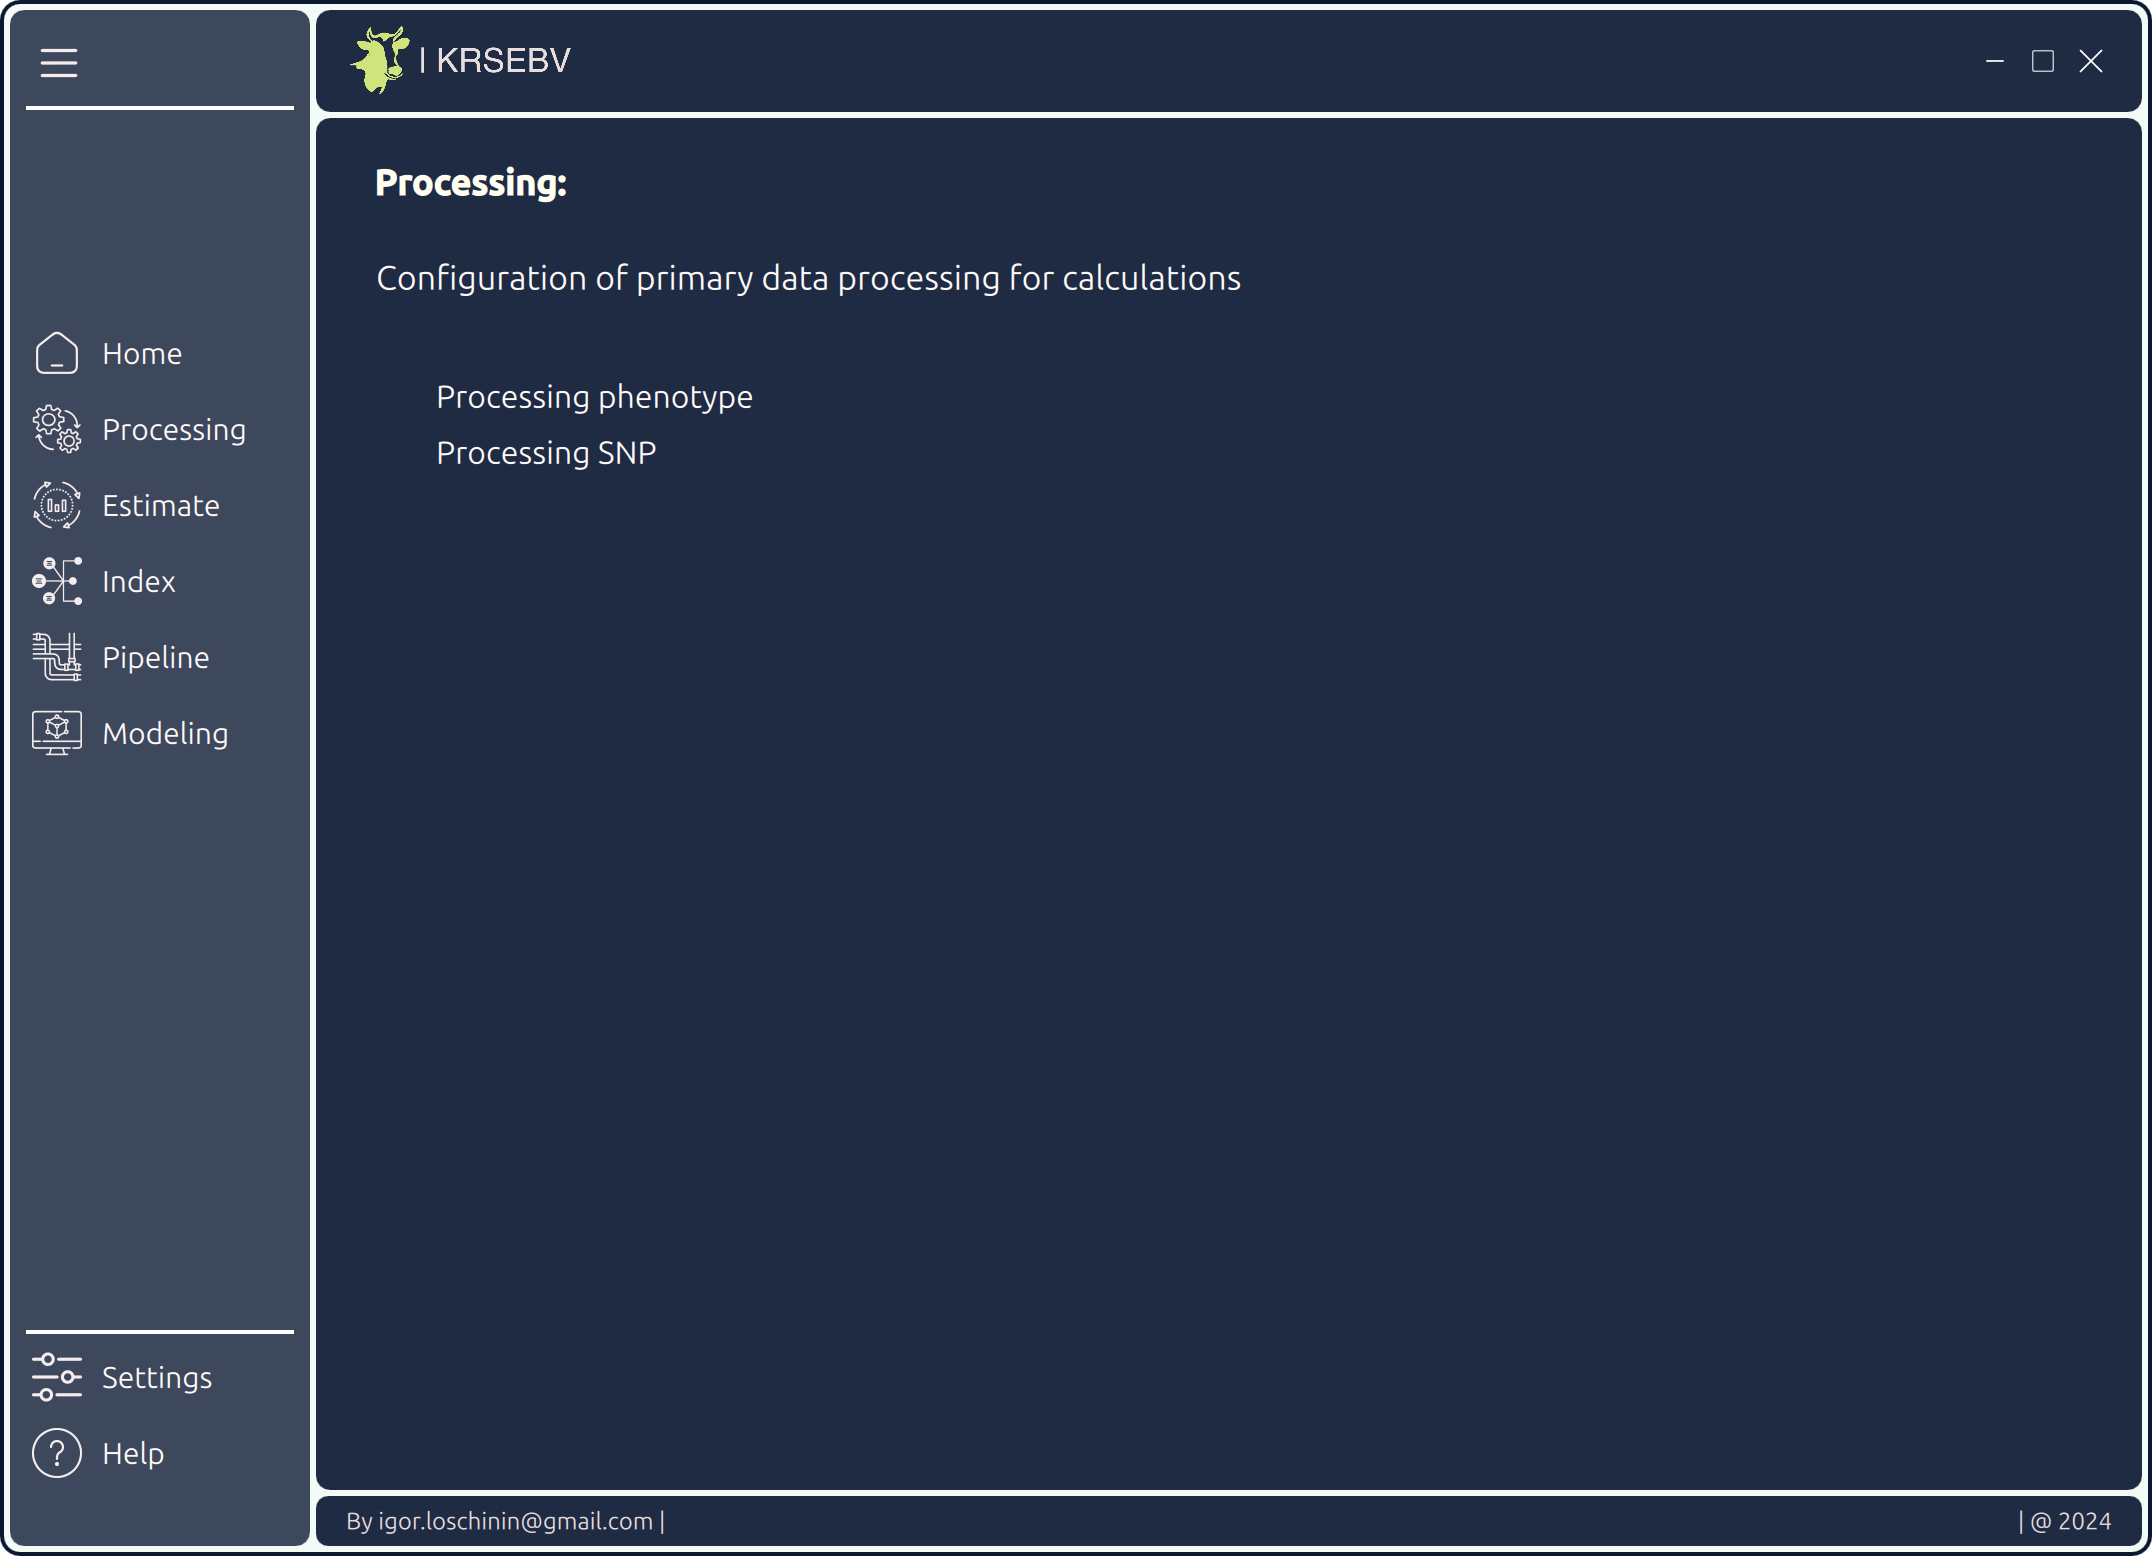 | KRSEBV
Processing:
Configuration of primary data processing for calculations
Processing phenotype
Processing SNP
Home
Processing
Estimate
Index
Pipeline
Modeling
Settings
? Help
By igor.loschinin@gmail.com |
| @ 2024